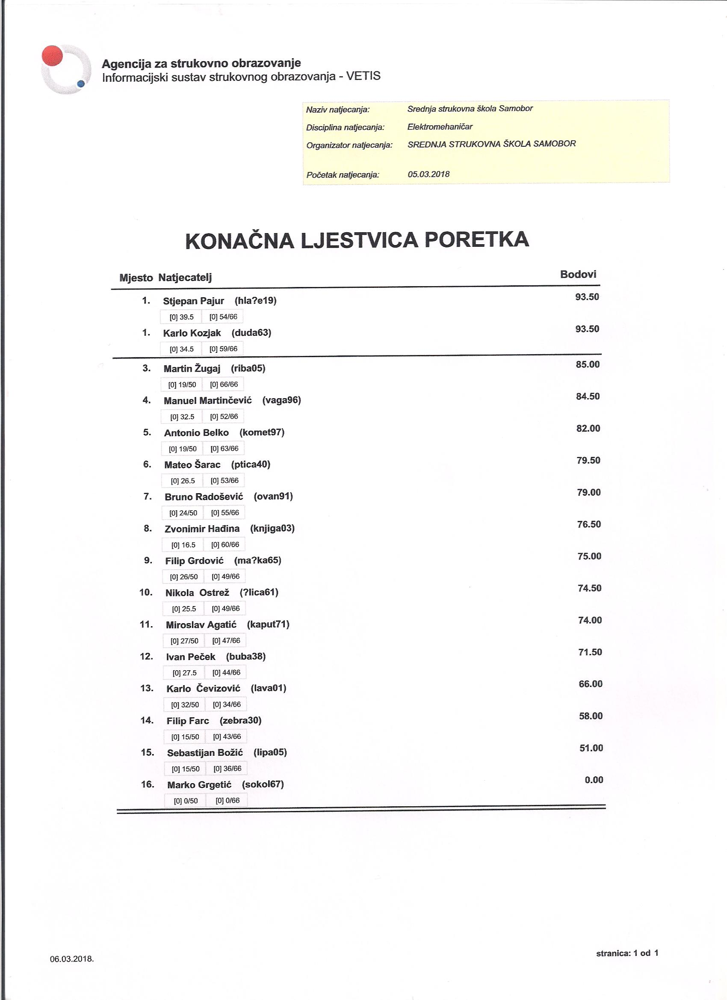 Agencija za strukovno obrazovanje
Informacijski sustav strukovnog obrazovanja - VETIS
Naziv natjecanja: Srednja strukovna škola Samobor
Disciplina natjecanja: Elektromehaničar
Organizator natjecanja: SREDNJA STRUKOVNA ŠKOLA SAMOBOR
Početak natjecanja: 05.03.2018
KONAČNA LJESTVICA PORETKA
Mjesto Natjecatelj Bodovi
1. Stjepan Pajur (hla?e19) 93.50
[0] 39.5 [0] 54/66
1. Karlo Kozjak (duda63) 93.50
[0] 34.5 [0] 59/66
3. Martin Žugaj (riba05) 85.00
[0] 19/50 [0] 66/66
4. Manuel Martinčević (vaga96) 84.50
[0] 32.5 [0] 52/66
5. Antonio Belko (komet97) 82.00
[0] 19/50 [0] 63/66
6. Mateo Šarac (ptica40) 79.50
[0] 26.5 [0] 53/66
7. Bruno Radošević (ovan91) 79.00
[0] 24/50 [0] 55/66
8. Zvonimir Hađina (knjiga03) 76.50
[0] 16.5 [0] 60/66
9. Filip Grdović (ma?ka65) 75.00
[0] 26/50 [0] 49/66
10. Nikola Ostrež (?lica61) 74.50
[0] 25.5 [0] 49/66
11. Miroslav Agatić (kaput71) 74.00
[0] 27/50 [0] 47/66
12. Ivan Peček (buba38) 71.50
[0] 27.5 [0] 44/66
13. Karlo Čevizović (lava01) 66.00
[0] 32/50 [0] 34/66
14. Filip Farc (zebra30) 58.00
[0] 15/50 [0] 43/66
15. Sebastijan Božić (lipa05) 51.00
[0] 15/50 [0] 36/66
16. Marko Grgetić (sokol67) 0.00
[0] 0/50 [0] 0/66
06.03.2018. stranica: 1 od 1